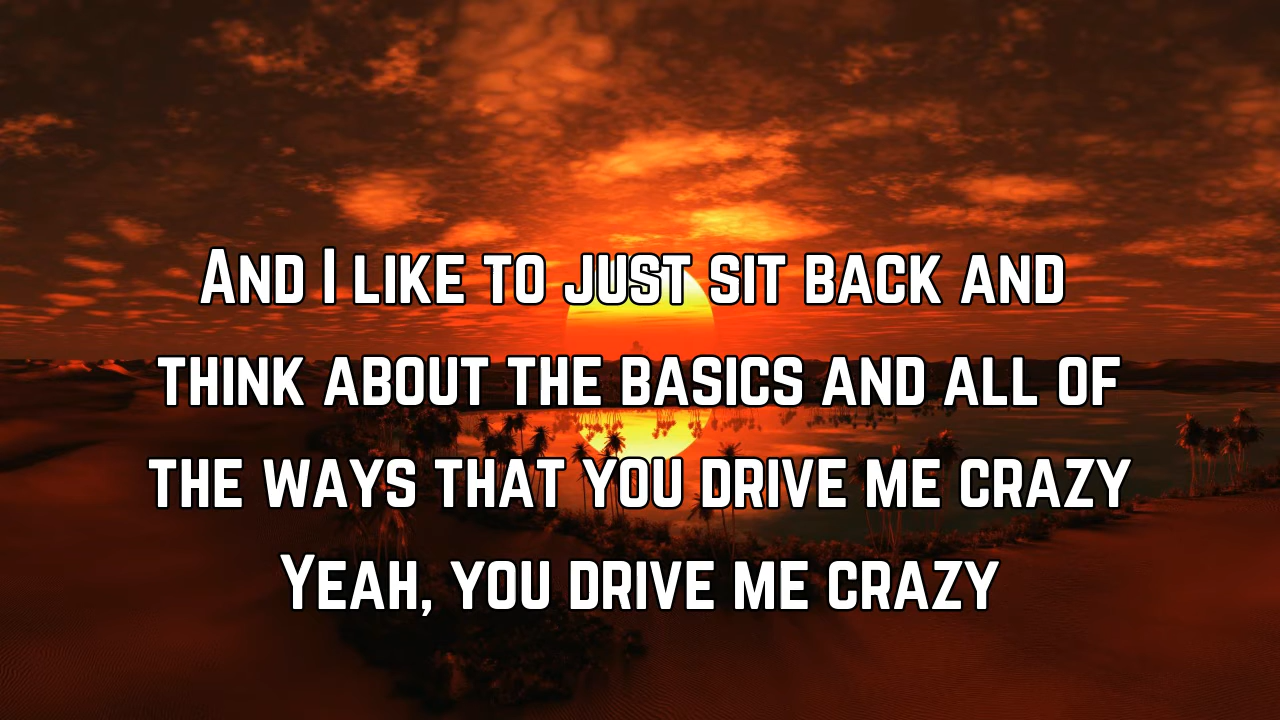 And I like to just sit back and
think about the basics and all of
the ways that you drive me crazy
Yeah, you drive me crazy